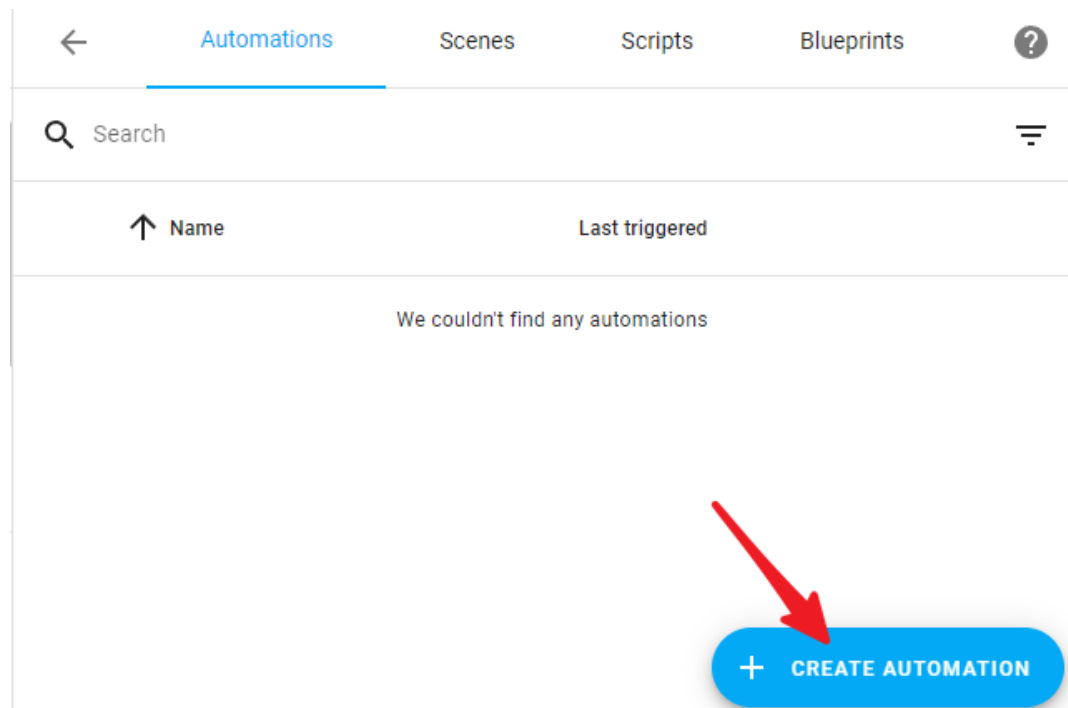 Automations Scenes Scripts Blueprints ?
Search
Name Last triggered
We couldn't find any automations
+ CREATE AUTOMATION